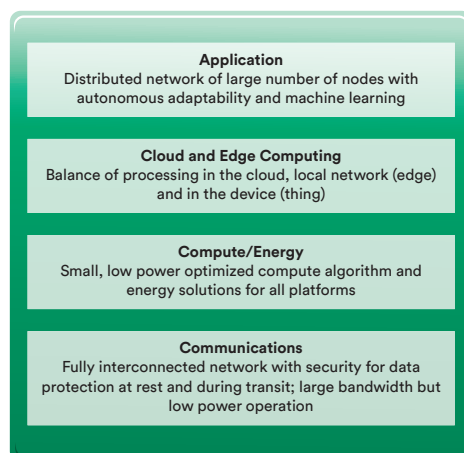 Application
Distributed network of large number of nodes with
autonomous adaptability and machine learning
Cloud and Edge Computing
Balance of processing in the cloud, local network (edge)
and in the device (thing)
Compute/Energy
Small, low power optimized compute algorithm and
energy solutions for all platforms
Communications
Fully interconnected network with security for data
protection at rest and during transit; large bandwidth but
low power operation